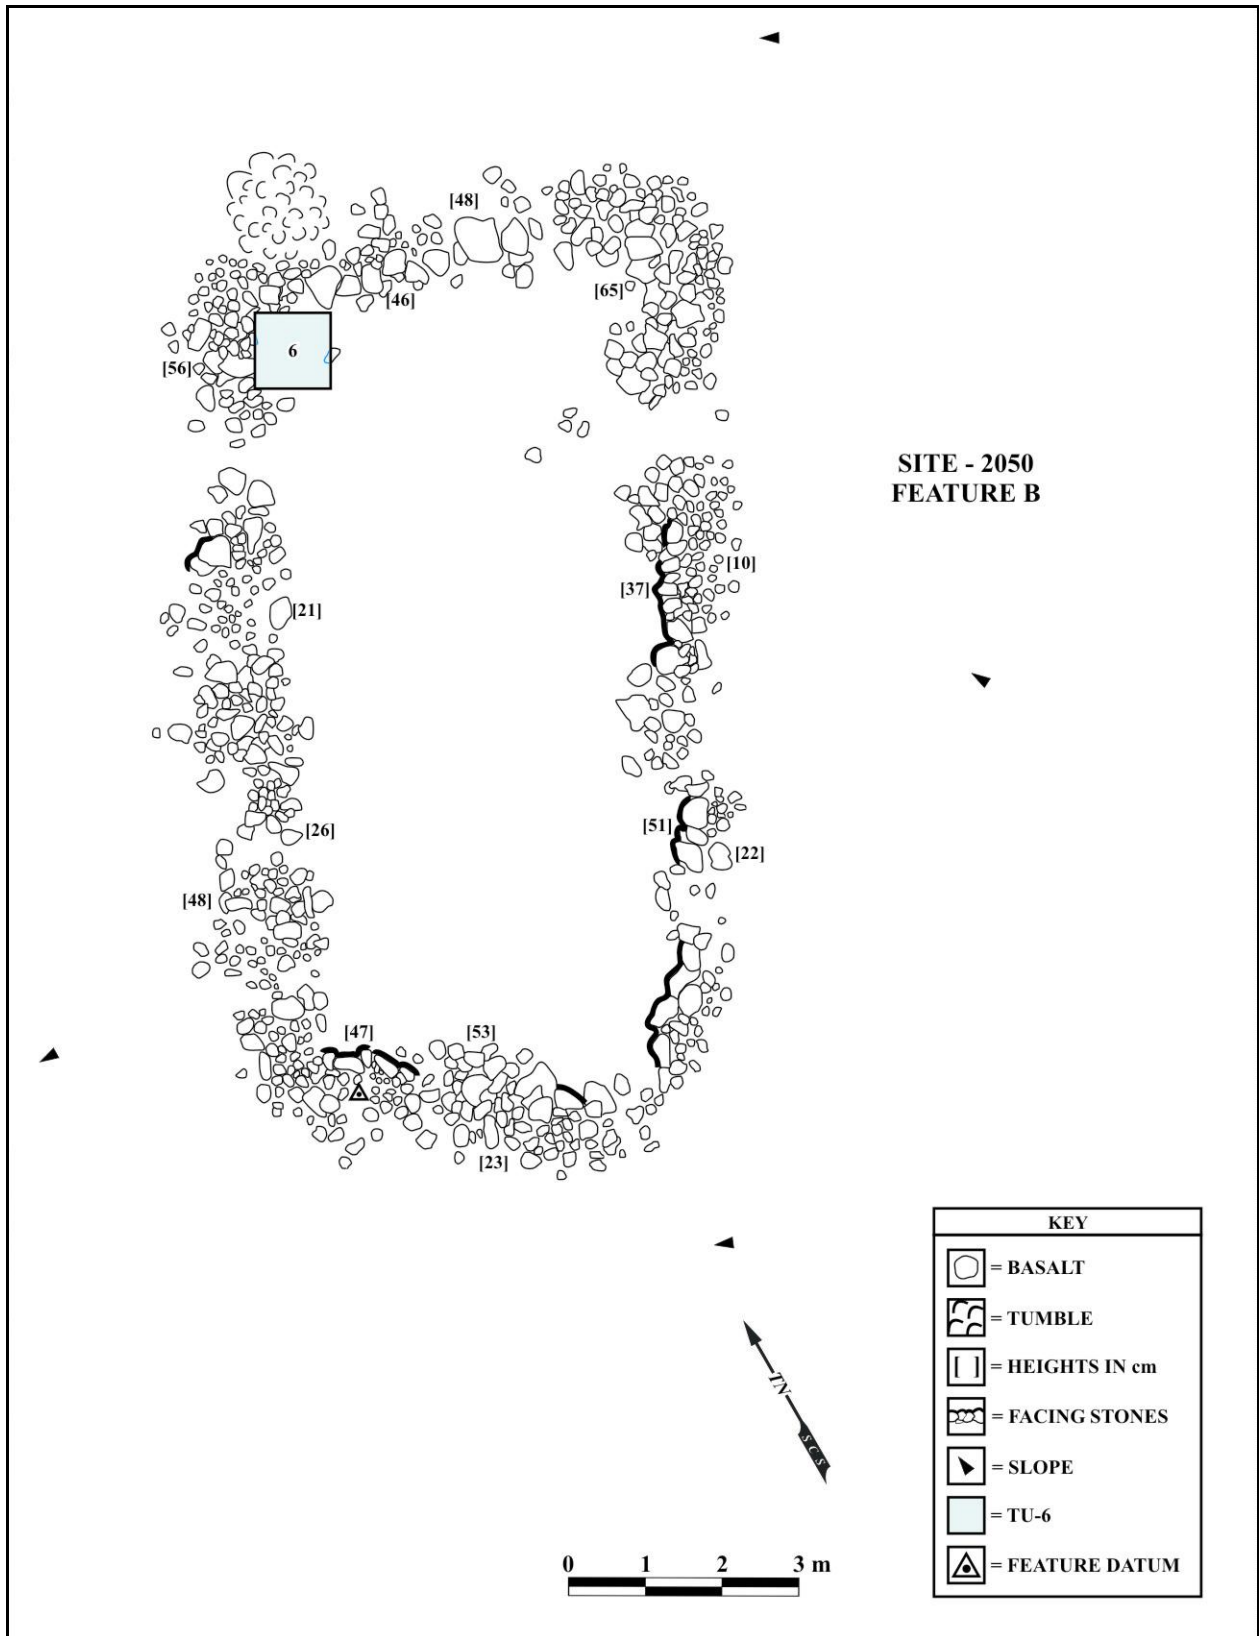 [48]
[46]
[65]
[56]
6
SITE - 2050
FEATURE B
[10]
[37]
[21]
[51]
[26]
[22]
[48]
[47]
[53]
[23]
KEY
= BASALT
= TUMBLE
[ ] = HEIGHTS IN cm
= FACING STONES
= SLOPE
= TU-6
= FEATURE DATUM
TN
SCS
0 1 2 3 m